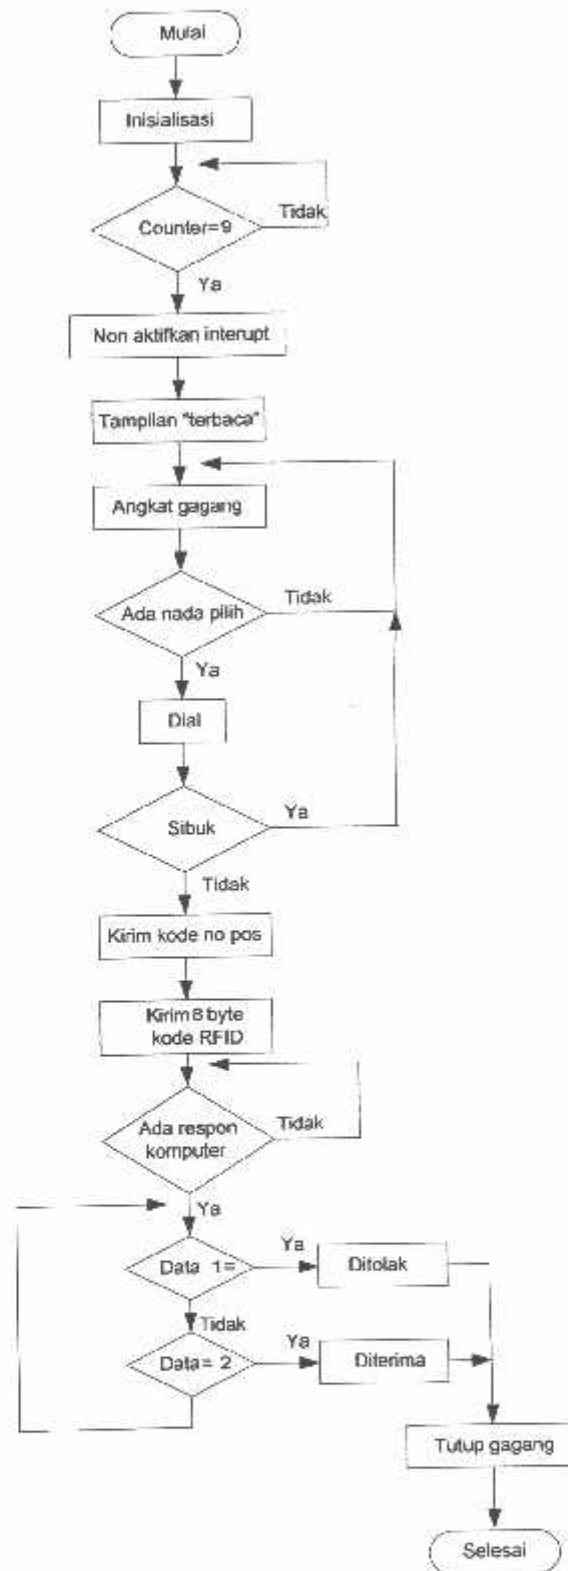 Mulai
Inisialisasi
Counter=9
Tidak
Ya
Non aktifkan interupt
Tampilan "terbaca"
Angkat gagang
Ada nada pilih
Tidak
Ya
Dial
Sibuk
Ya
Tidak
Kirim kode no pos
Kirim 8 byte
kode RFID
Ada respon
komputer
Tidak
Ya
Data 1=
Ya
Ditolak
Tidak
Data= 2
Ya
Diterima
Tutup gagang
Selesai